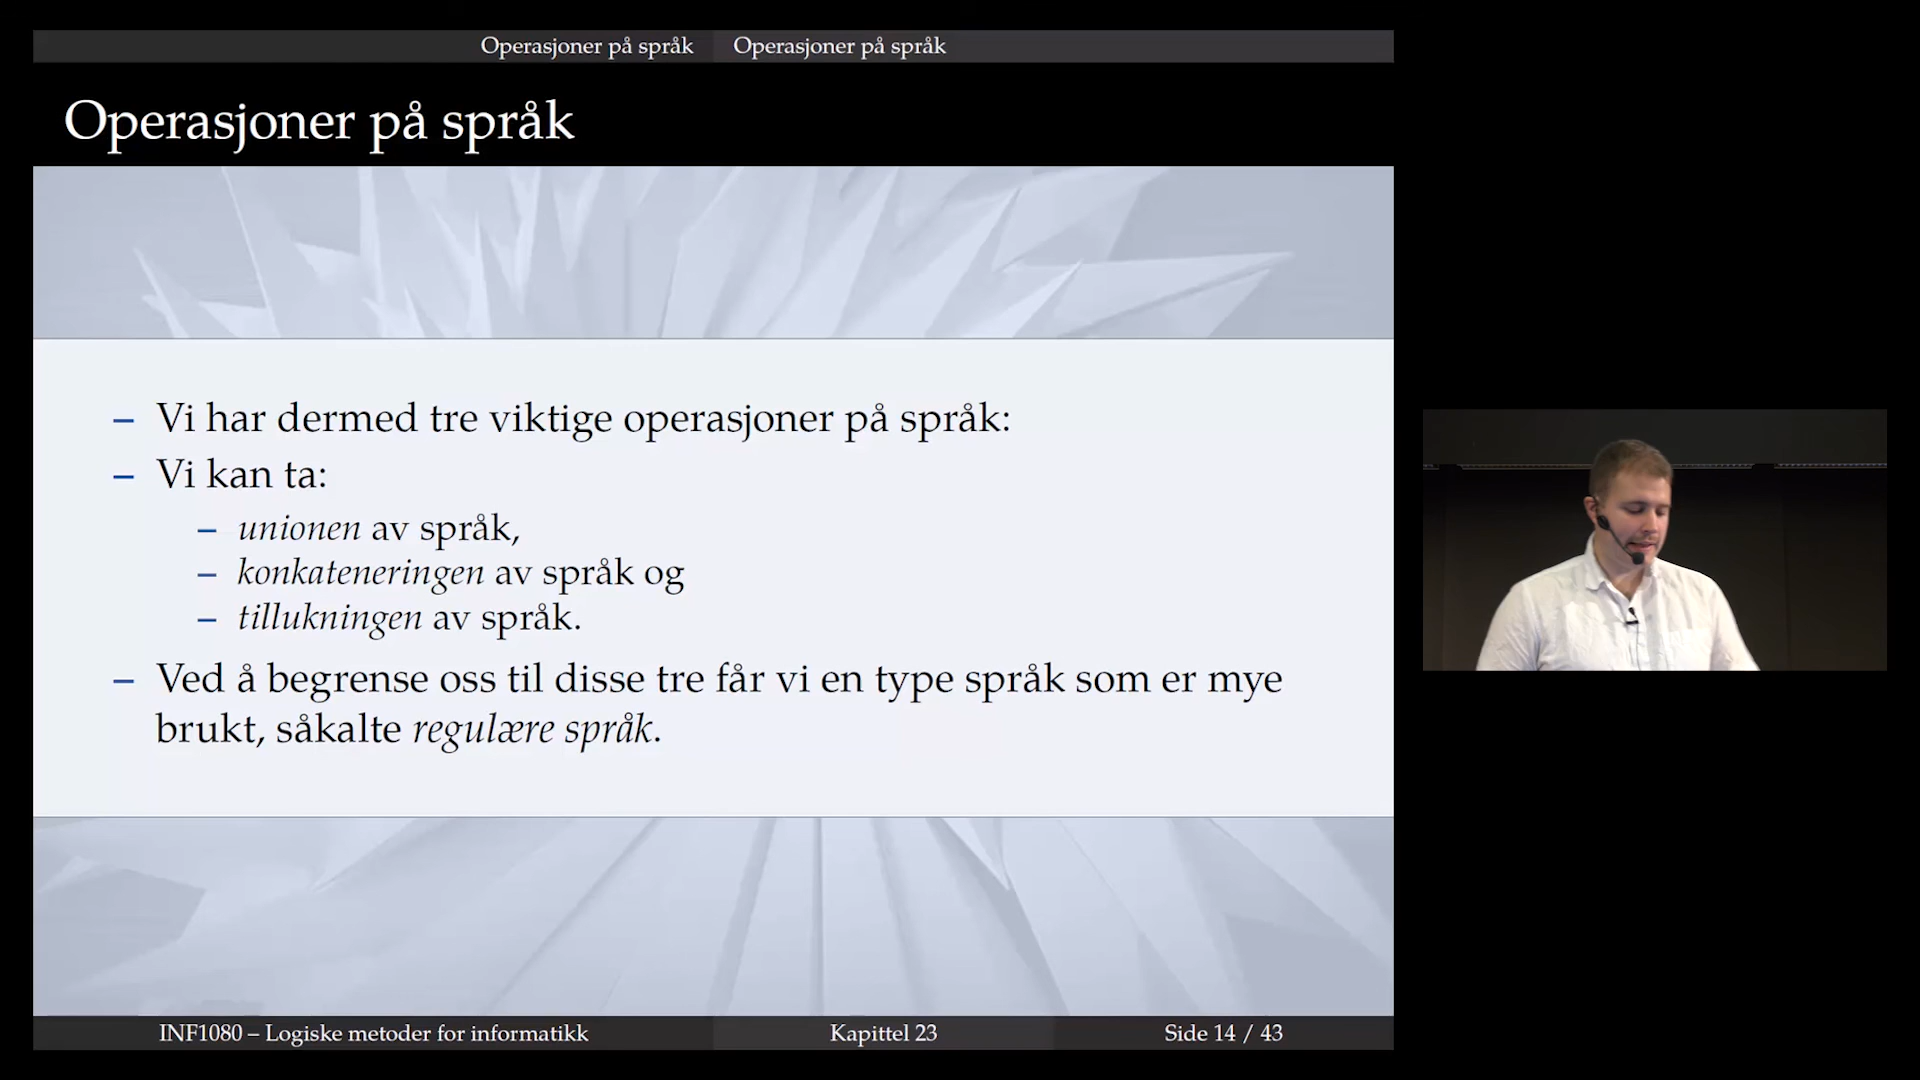 Operasjoner på språk Operasjoner på språk
Operasjoner på språk
– Vi har dermed tre viktige operasjoner på språk:
– Vi kan ta:
– unionen av språk,
– konkateneringen av språk og
– tillukningen av språk.
– Ved å begrense oss til disse tre får vi en type språk som er mye
brukt, såkalte regulære språk.
INF1080 – Logiske metoder for informatikk Kapittel 23 Side 14 / 43